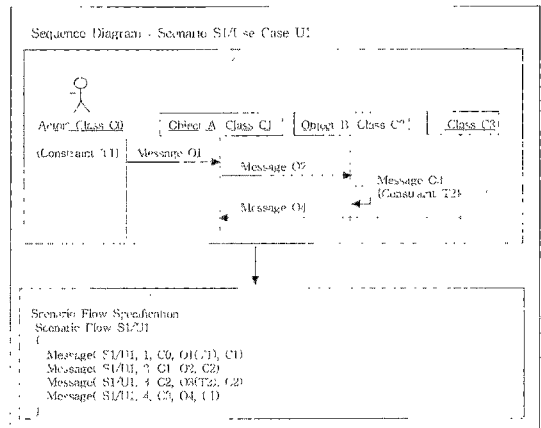 Sequence Diagram - Scenario S1/Use Case U1
Actor Class C0
Object A Class C1
Object B Class C2
Class C3
(Constraint T1)
Message O1
Message O2
Message O3
(Constraint T2)
Message O4
Scenario Flow Specification
Scenario Flow S1/U1
{
Message( S1/U1, 1, C0, O1(T1), C1)
Message( S1/U1, 2, C1, O2, C2)
Message( S1/U1, 3, C2, O3(T2), C2)
Message( S1/U1, 4, C3, O4, C1)
}